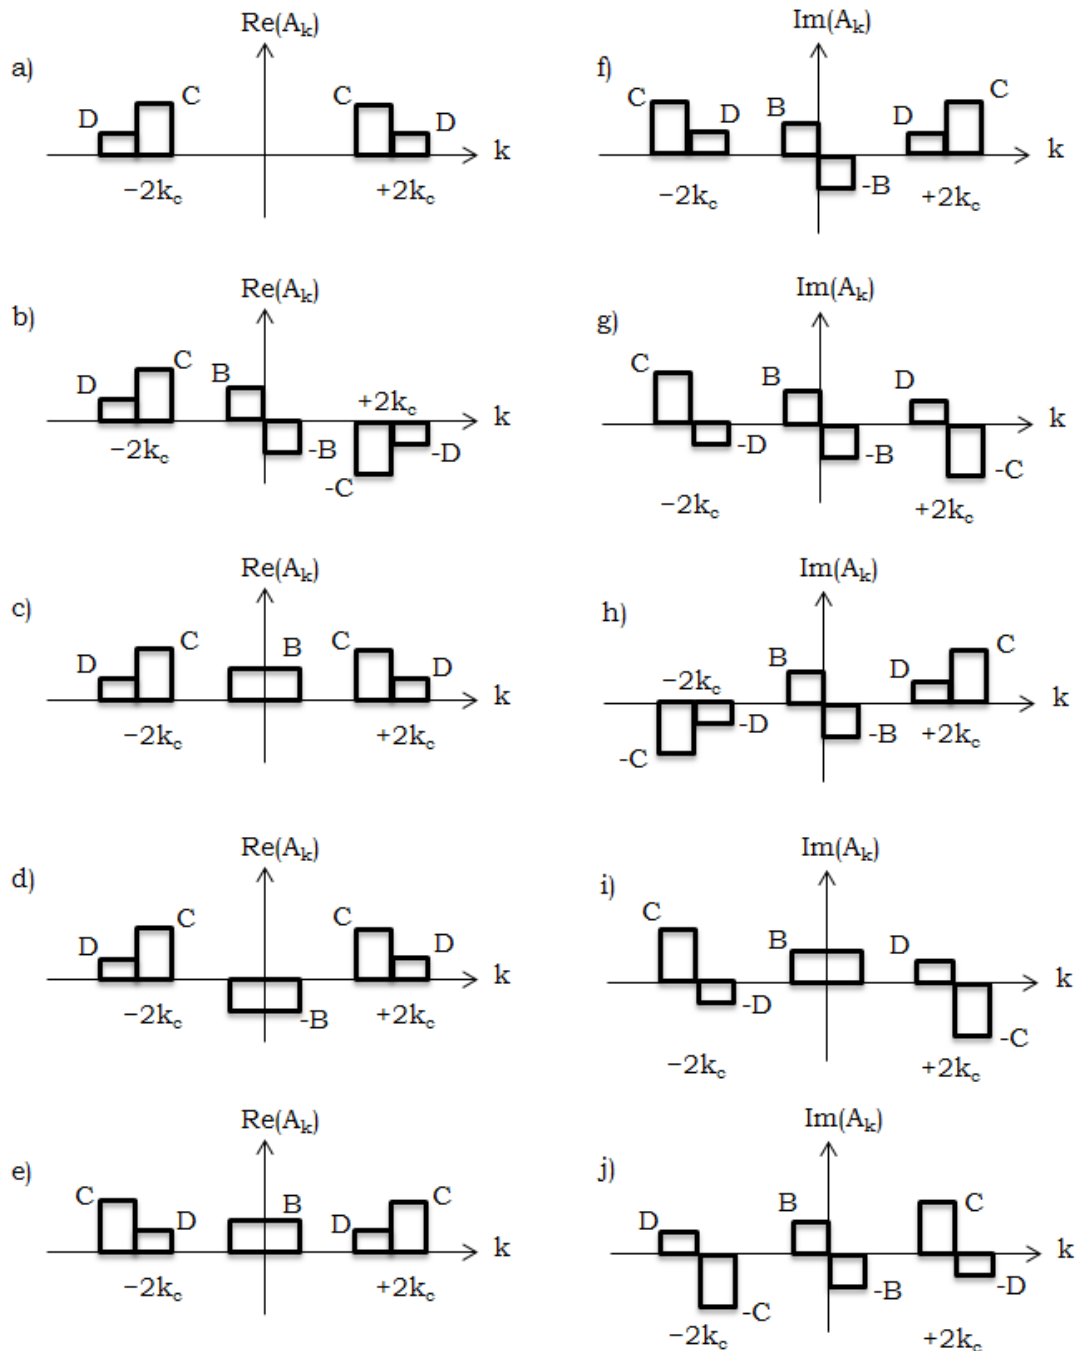 a)
Re(Aₖ)
D
C
C
D
k
−2k꜀
+2k꜀
f)
Im(Aₖ)
C
D
B
D
C
k
-B
−2k꜀
+2k꜀
b)
Re(Aₖ)
D
C
B
+2k꜀
k
−2k꜀
-B
-C
-D
g)
Im(Aₖ)
C
B
D
k
-D
-B
-C
−2k꜀
+2k꜀
c)
Re(Aₖ)
D
C
B
C
D
k
−2k꜀
+2k꜀
h)
Im(Aₖ)
−2k꜀
B
D
C
k
-C
-D
-B
+2k꜀
d)
Re(Aₖ)
D
C
C
D
k
−2k꜀
-B
+2k꜀
i)
Im(Aₖ)
C
B
D
k
-D
-C
−2k꜀
+2k꜀
e)
Re(Aₖ)
C
D
B
D
C
k
−2k꜀
+2k꜀
j)
Im(Aₖ)
D
B
C
k
-C
-B
-D
−2k꜀
+2k꜀